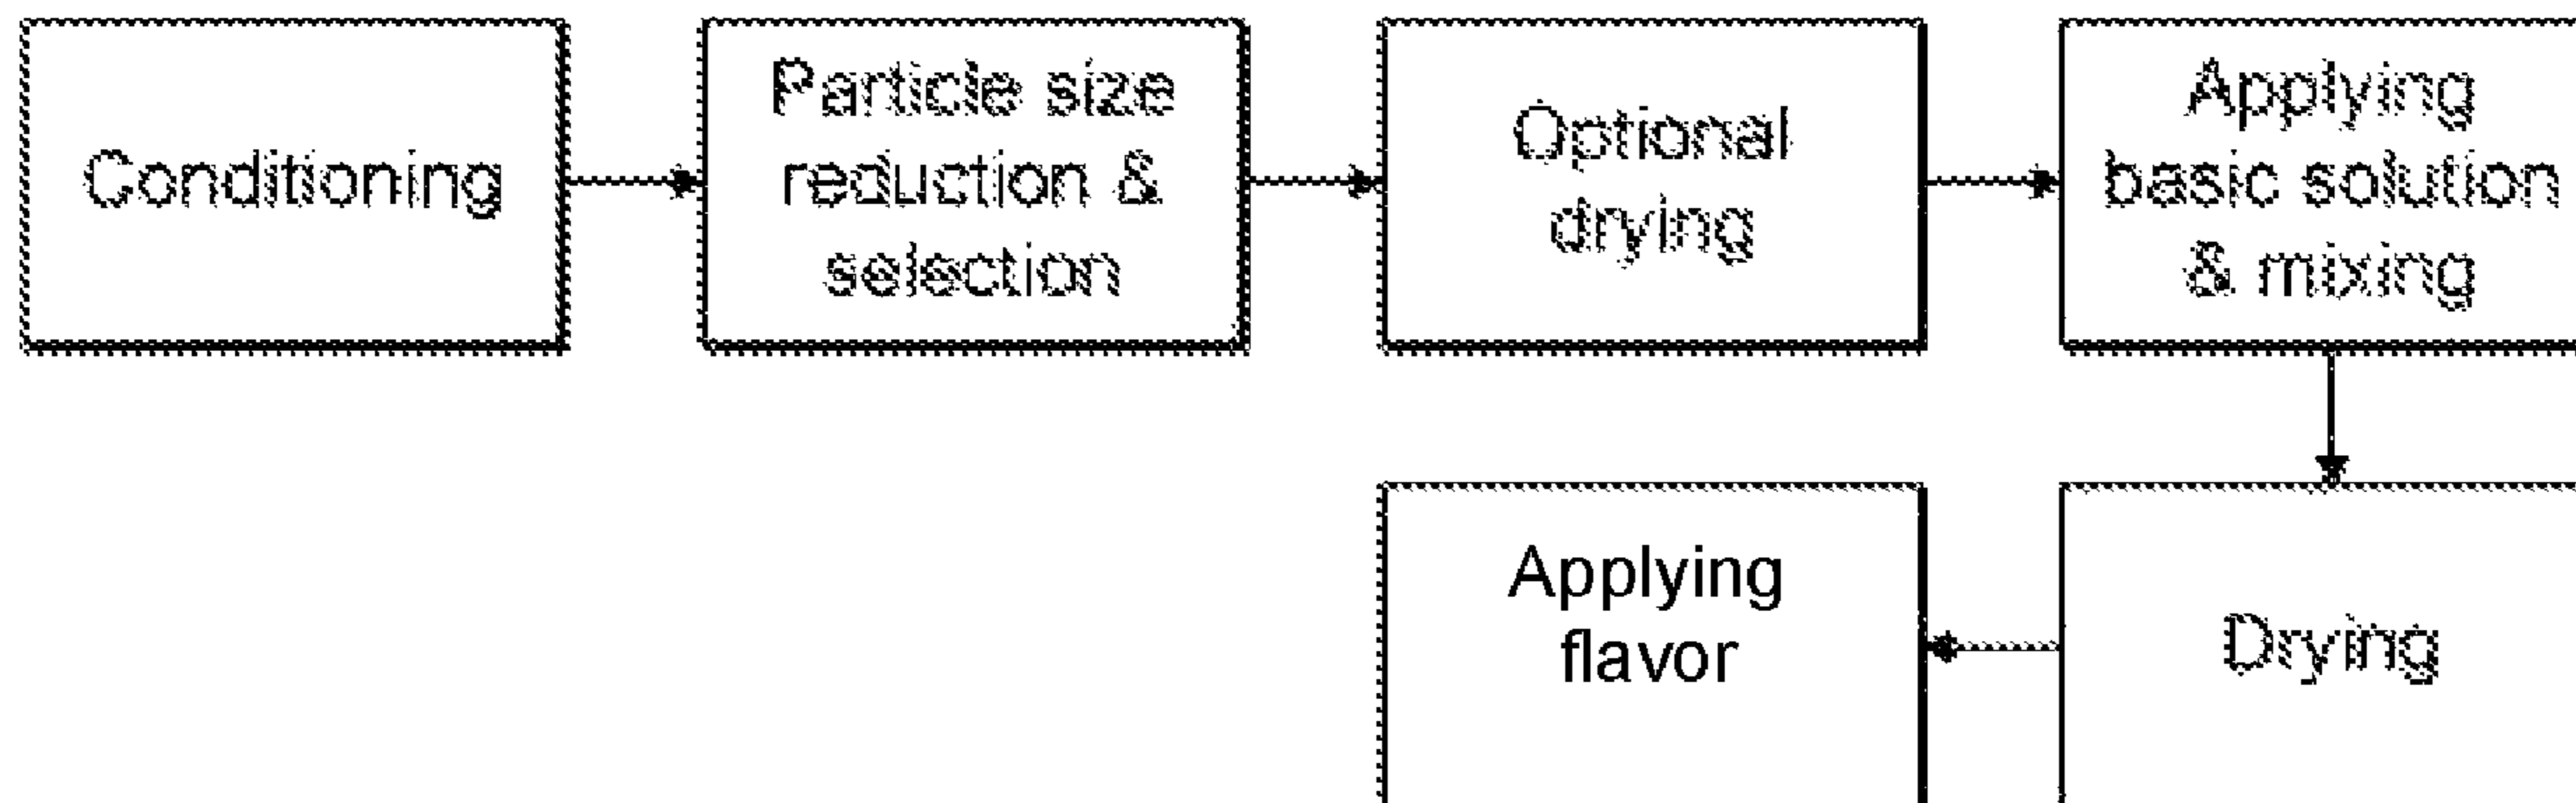 Conditioning
Particle size
reduction &
selection
Optional
drying
Applying
basic solution
& mixing
Applying
flavor
Drying